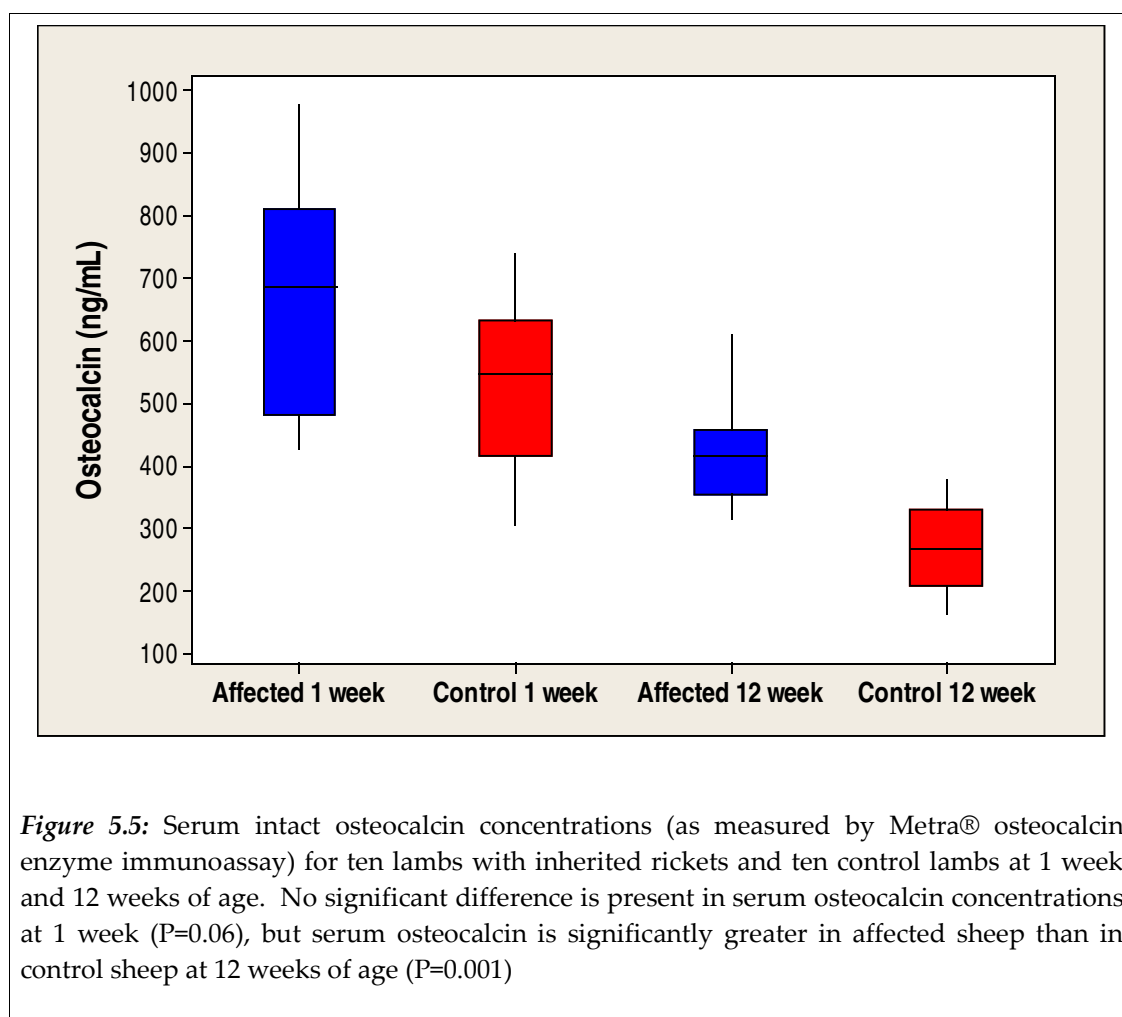 1000
900
800
700
600
500
400
300
200
100
Osteocalcin (ng/mL)
Affected 1 week Control 1 week Affected 12 week Control 12 week
Figure 5.5: Serum intact osteocalcin concentrations (as measured by Metra® osteocalcin
enzyme immunoassay) for ten lambs with inherited rickets and ten control lambs at 1 week
and 12 weeks of age. No significant difference is present in serum osteocalcin concentrations
at 1 week (P=0.06), but serum osteocalcin is significantly greater in affected sheep than in
control sheep at 12 weeks of age (P=0.001)